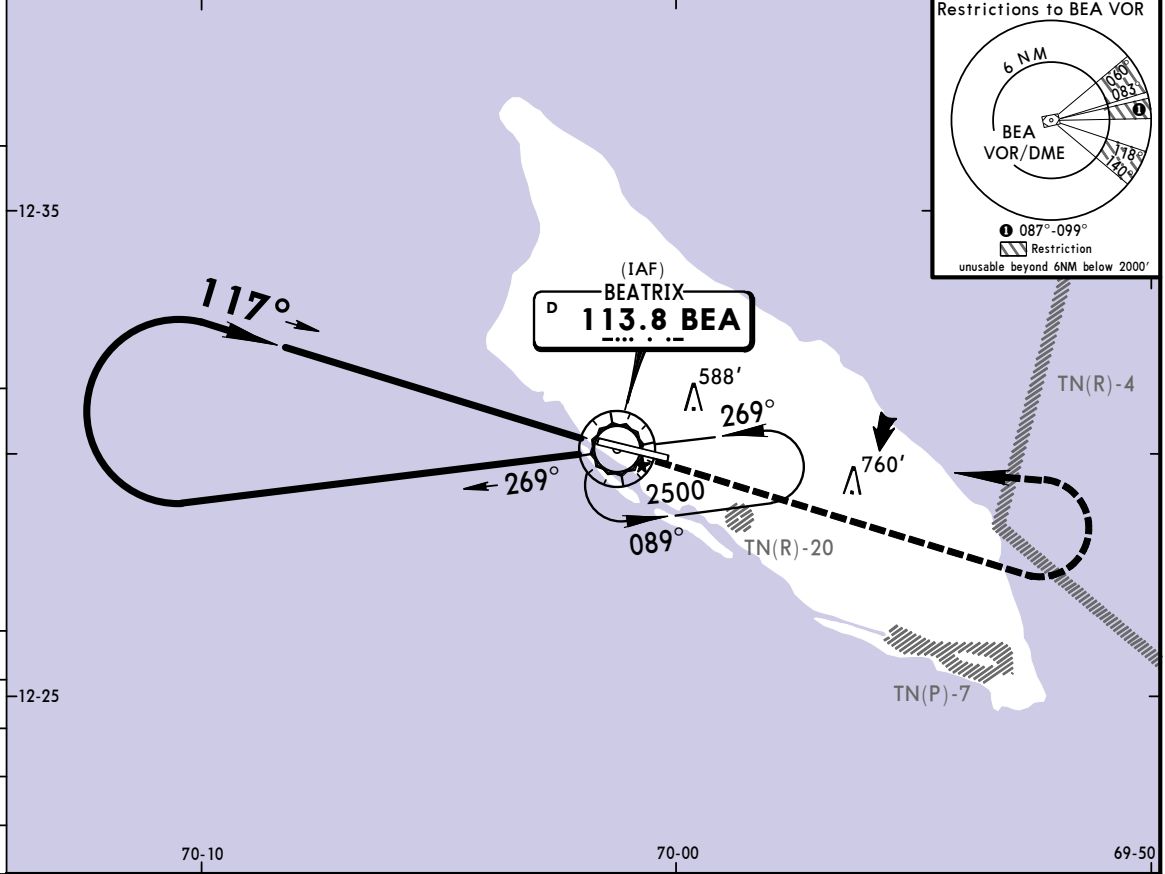 Restrictions to BEA VOR
6 NM
060°
083°
❶
BEA
VOR/DME
118°
140°
❶ 087°-099°
Restriction
unusable beyond 6NM below 2000'
12-35
(IAF)
BEATRIX
D 113.8 BEA
117°
588'
TN(R)-4
269°
760'
269°
2500
089°
TN(R)-20
12-25
TN(P)-7
70-10
70-00
69-50